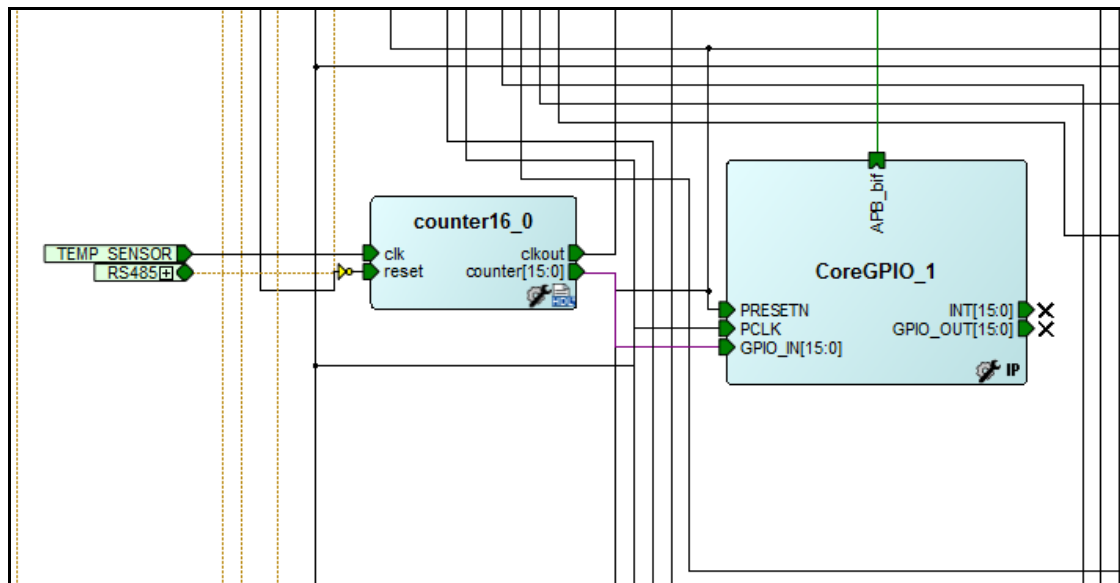 counter16_0
TEMP_SENSOR
clk
clkout
RS485
reset
counter[15:0]
HDL
APB_bif
CoreGPIO_1
PRESETN
INT[15:0]
PCLK
GPIO_OUT[15:0]
GPIO_IN[15:0]
IP